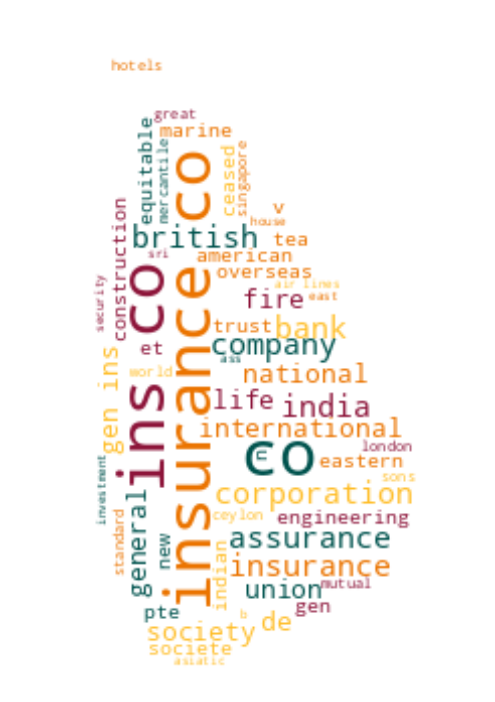 hotels
great
marine
equitable
mercantile
ceased
singapore
insurance co
v
house
construction
british
tea
sri
american
overseas
ins co
security
air lines
east
fire
trust
bank
et
company
ass
gen ins
world
national
life
india
international
co
E
london
eastern
investment
sons
corporation
general
standard
ceylon
engineering
new
assurance
indian
insurance
union
mutual
pte
gen
b
de
society
societe
asiatic